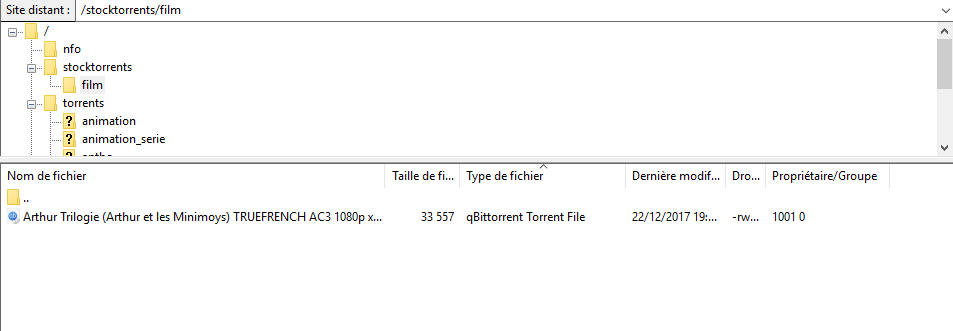 Site distant : /stocktorrents/film
/
nfo
stocktorrents
film
torrents
? animation
? animation_serie
?
Nom de fichier Taille de fi... Type de fichier Dernière modif... Dro... Propriétaire/Groupe
..
Arthur Trilogie (Arthur et les Minimoys) TRUEFRENCH AC3 1080p x... 33 557 qBittorrent Torrent File 22/12/2017 19:... -rw... 1001 0